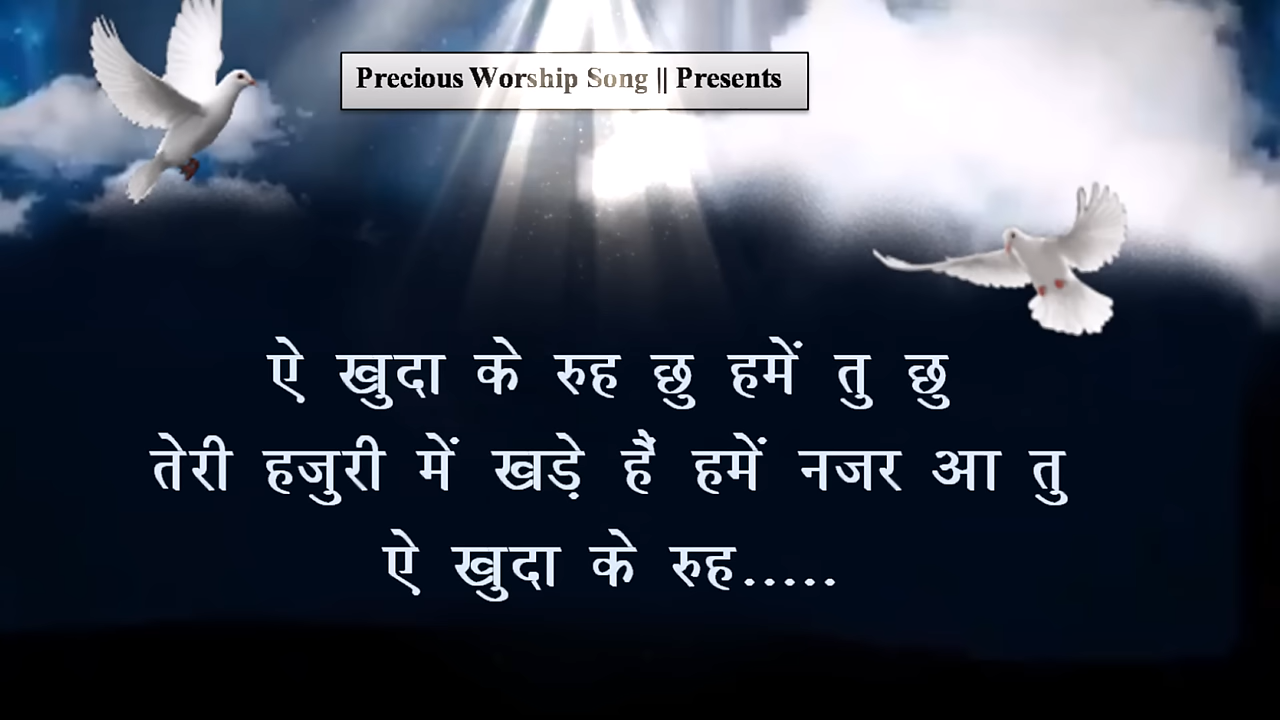 Precious Worship Song || Presents
ऐ खुदा के रुह छु हमें तु छु
तेरी हजुरी में खड़े हैं हमें नजर आ तु
ऐ खुदा के रुह.....